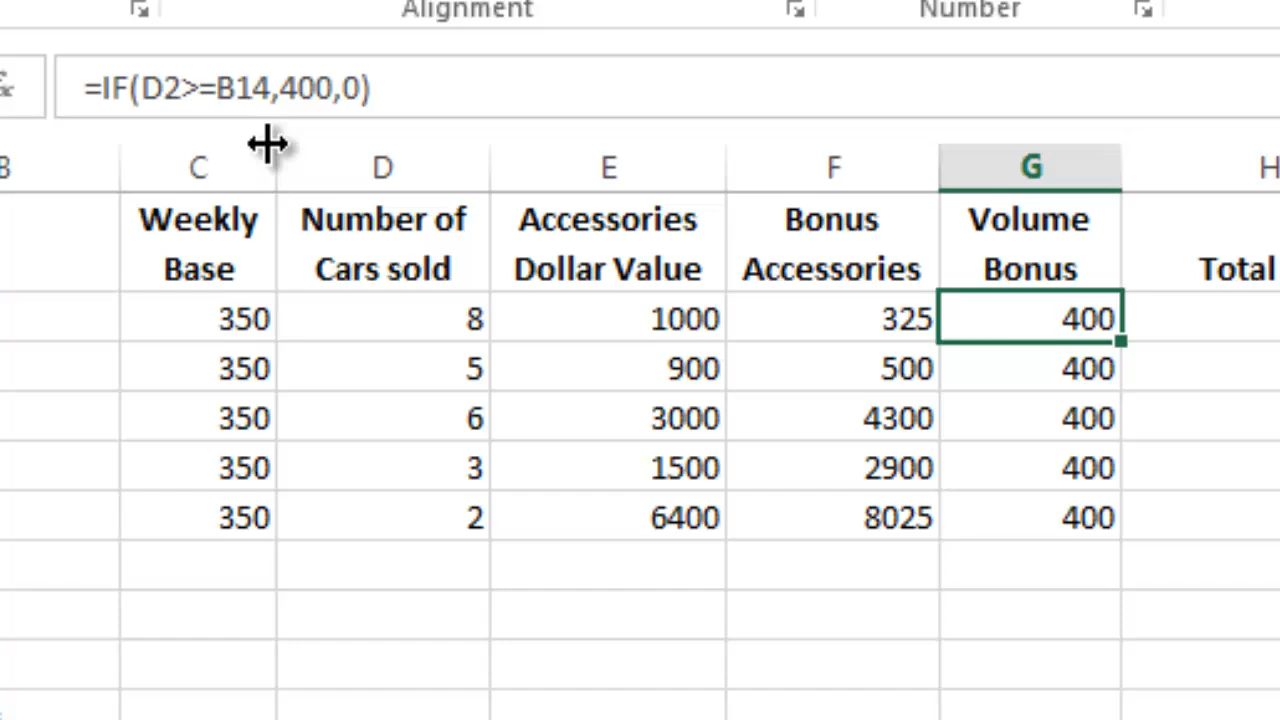 Alignment Number
=IF(D2>=B14,400,0)
B C D E F G H
Weekly Number of Accessories Bonus Volume
Base Cars sold Dollar Value Accessories Bonus Total
350 8 1000 325 400
350 5 900 500 400
350 6 3000 4300 400
350 3 1500 2900 400
350 2 6400 8025 400